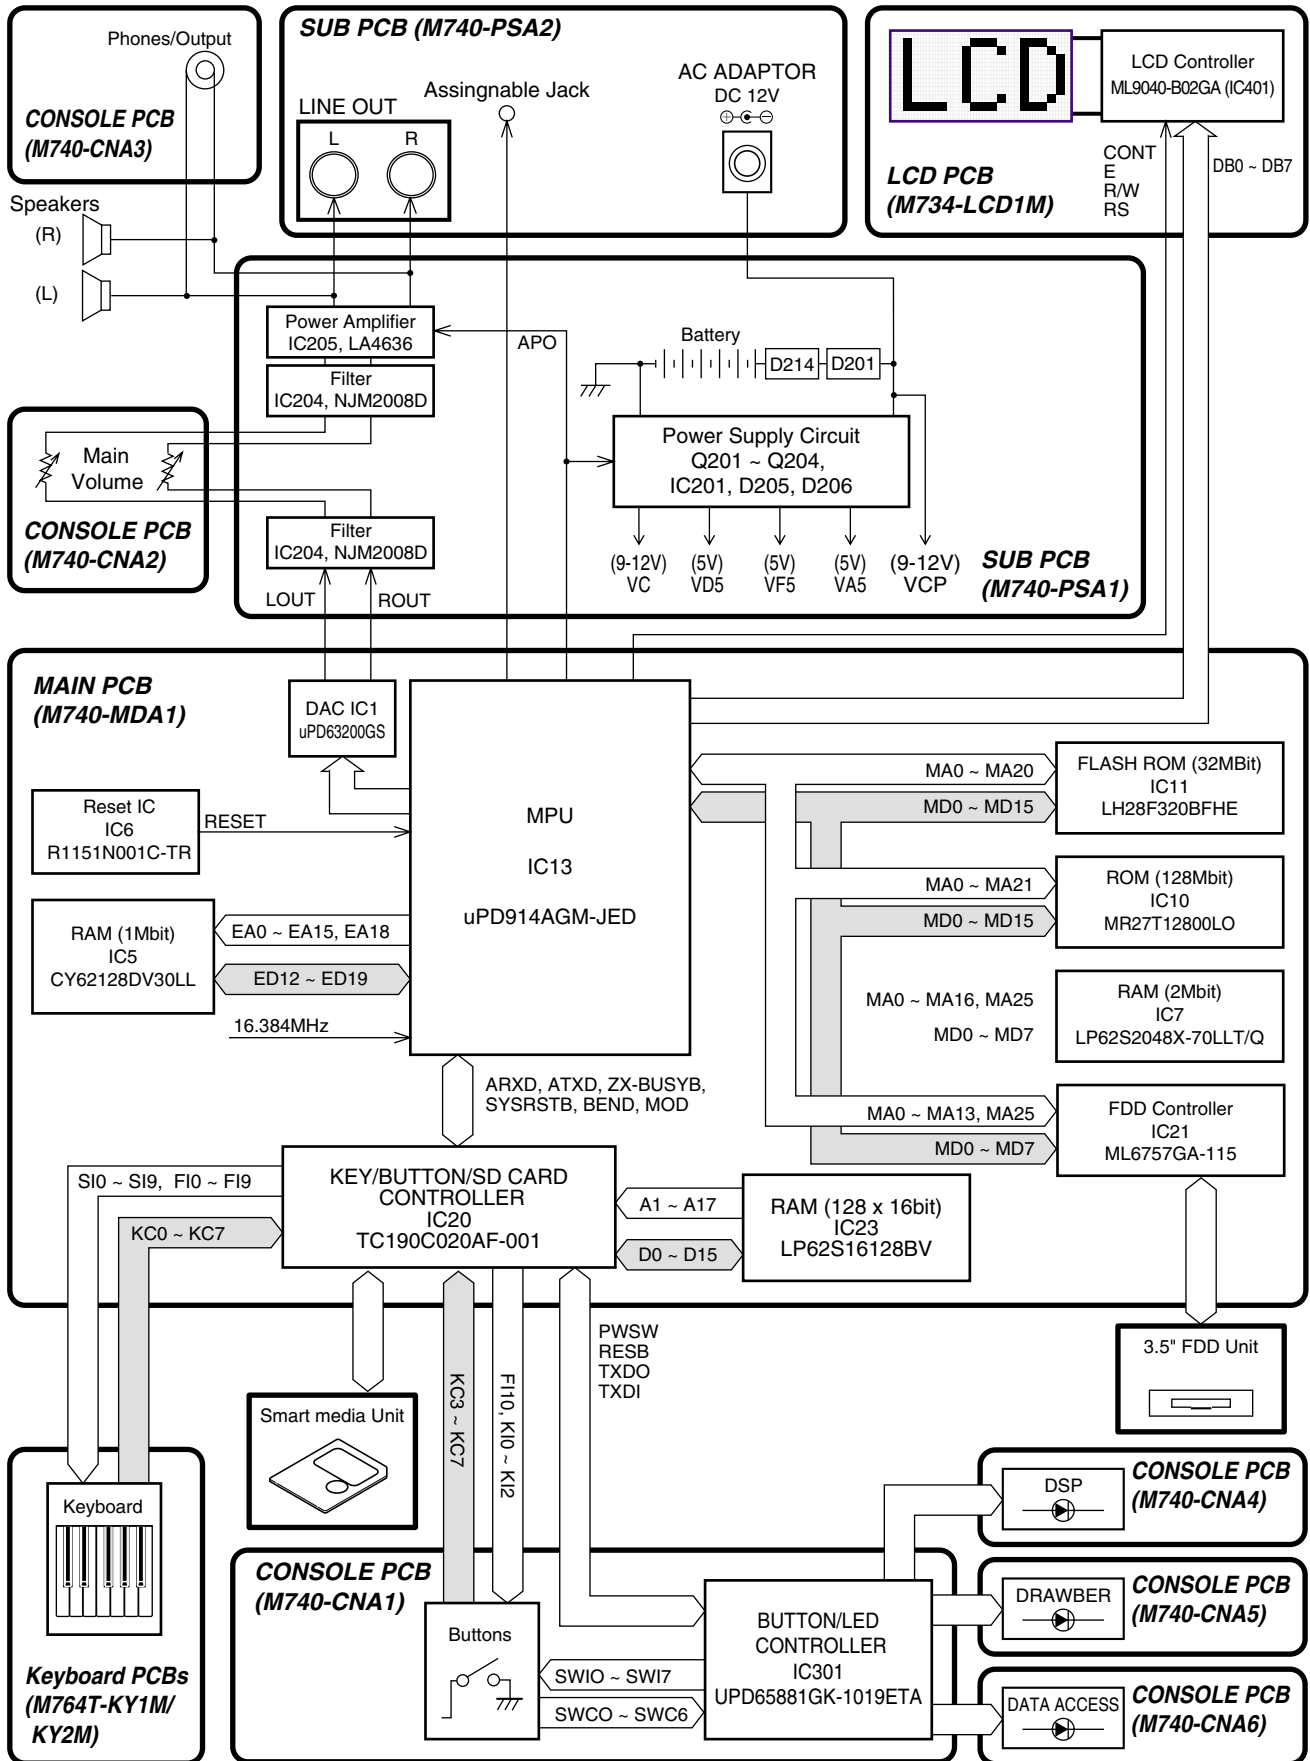 Phones/Output
CONSOLE PCB
(M740-CNA3)
SUB PCB (M740-PSA2)
Assingnable Jack
LINE OUT
L
R
AC ADAPTOR
DC 12V
LCD
LCD Controller
ML9040-B02GA (IC401)
CONT
E
R/W
RS
DB0 ~ DB7
LCD PCB
(M734-LCD1M)
Speakers
(R)
(L)
Power Amplifier
IC205, LA4636
Filter
IC204, NJM2008D
APO
Battery
D214
D201
Power Supply Circuit
Q201 ~ Q204,
IC201, D205, D206
(9-12V)
VC
(5V)
VD5
(5V)
VF5
(5V)
VA5
(9-12V)
VCP
SUB PCB
(M740-PSA1)
Main
Volume
CONSOLE PCB
(M740-CNA2)
Filter
IC204, NJM2008D
LOUT
ROUT
MAIN PCB
(M740-MDA1)
DAC IC1
uPD63200GS
Reset IC
IC6
R1151N001C-TR
RESET
RAM (1Mbit)
IC5
CY62128DV30LL
EA0 ~ EA15, EA18
ED12 ~ ED19
16.384MHz
MPU
IC13
uPD914AGM-JED
MA0 ~ MA20
MD0 ~ MD15
FLASH ROM (32MBit)
IC11
LH28F320BFHE
MA0 ~ MA21
MD0 ~ MD15
ROM (128Mbit)
IC10
MR27T12800LO
MA0 ~ MA16, MA25
MD0 ~ MD7
RAM (2Mbit)
IC7
LP62S2048X-70LLT/Q
MA0 ~ MA13, MA25
MD0 ~ MD7
FDD Controller
IC21
ML6757GA-115
ARXD, ATXD, ZX-BUSYB,
SYSRSTB, BEND, MOD
SI0 ~ SI9, FI0 ~ FI9
KC0 ~ KC7
KEY/BUTTON/SD CARD
CONTROLLER
IC20
TC190C020AF-001
A1 ~ A17
D0 ~ D15
RAM (128 x 16bit)
IC23
LP62S16128BV
PWSW
RESB
TXDO
TXDI
KC3 ~ KC7
FI10, KI0 ~ KI2
3.5" FDD Unit
Smart media Unit
Keyboard
Keyboard PCBs
(M764T-KY1M/
KY2M)
CONSOLE PCB
(M740-CNA1)
Buttons
SWIO ~ SWI7
SWCO ~ SWC6
BUTTON/LED
CONTROLLER
IC301
UPD65881GK-1019ETA
DSP
CONSOLE PCB
(M740-CNA4)
DRAWBER
CONSOLE PCB
(M740-CNA5)
DATA ACCESS
CONSOLE PCB
(M740-CNA6)